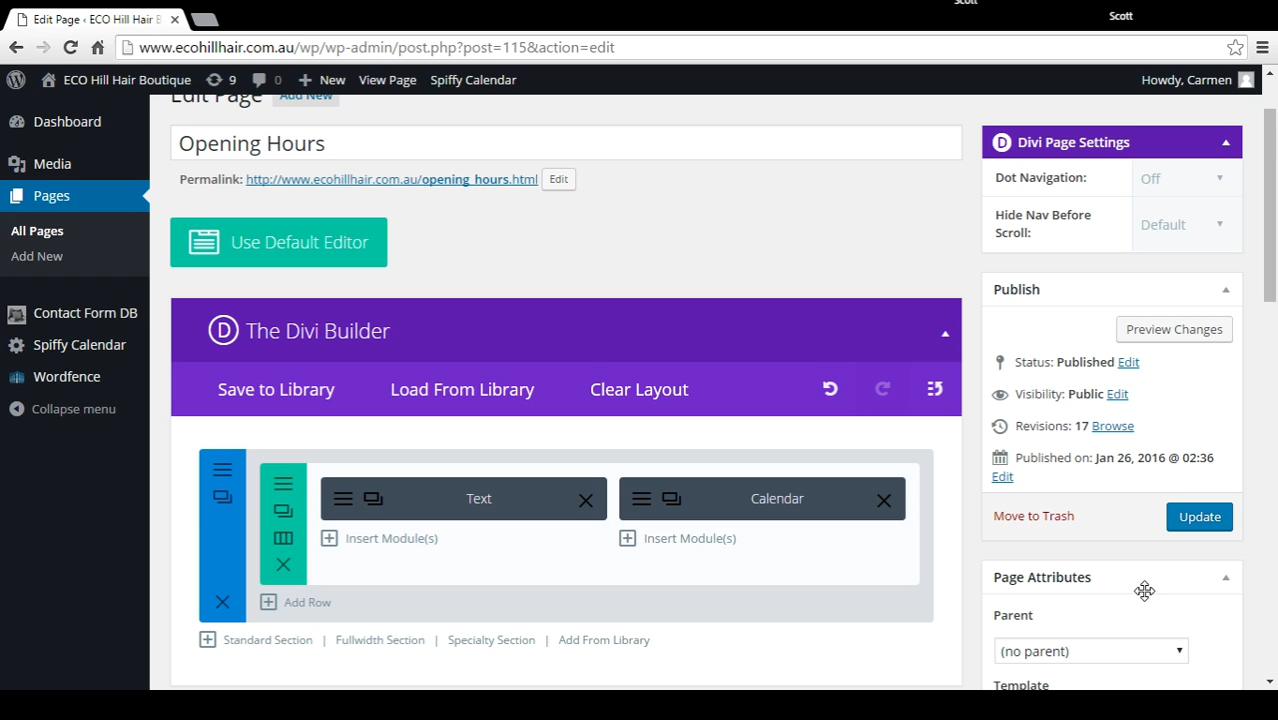 Scott
Scott
Edit Page ‹ ECO Hill Hair B
www.ecohillhair.com.au/wp/wp-admin/post.php?post=115&action=edit
ECO Hill Hair Boutique 9 0 New View Page Spiffy Calendar Howdy, Carmen
Edit Page Add New
Dashboard
Media
Pages
All Pages
Add New
Contact Form DB
Spiffy Calendar
Wordfence
Collapse menu
Opening Hours
Permalink: http://www.ecohillhair.com.au/opening_hours.html Edit
Use Default Editor
D The Divi Builder
Save to Library Load From Library Clear Layout
Text Calendar
Insert Module(s) Insert Module(s)
Add Row
Standard Section | Fullwidth Section | Specialty Section | Add From Library
D Divi Page Settings
Dot Navigation: Off
Hide Nav Before Scroll: Default
Publish
Preview Changes
Status: Published Edit
Visibility: Public Edit
Revisions: 17 Browse
Published on: Jan 26, 2016 @ 02:36
Edit
Move to Trash Update
Page Attributes
Parent
(no parent)
Template